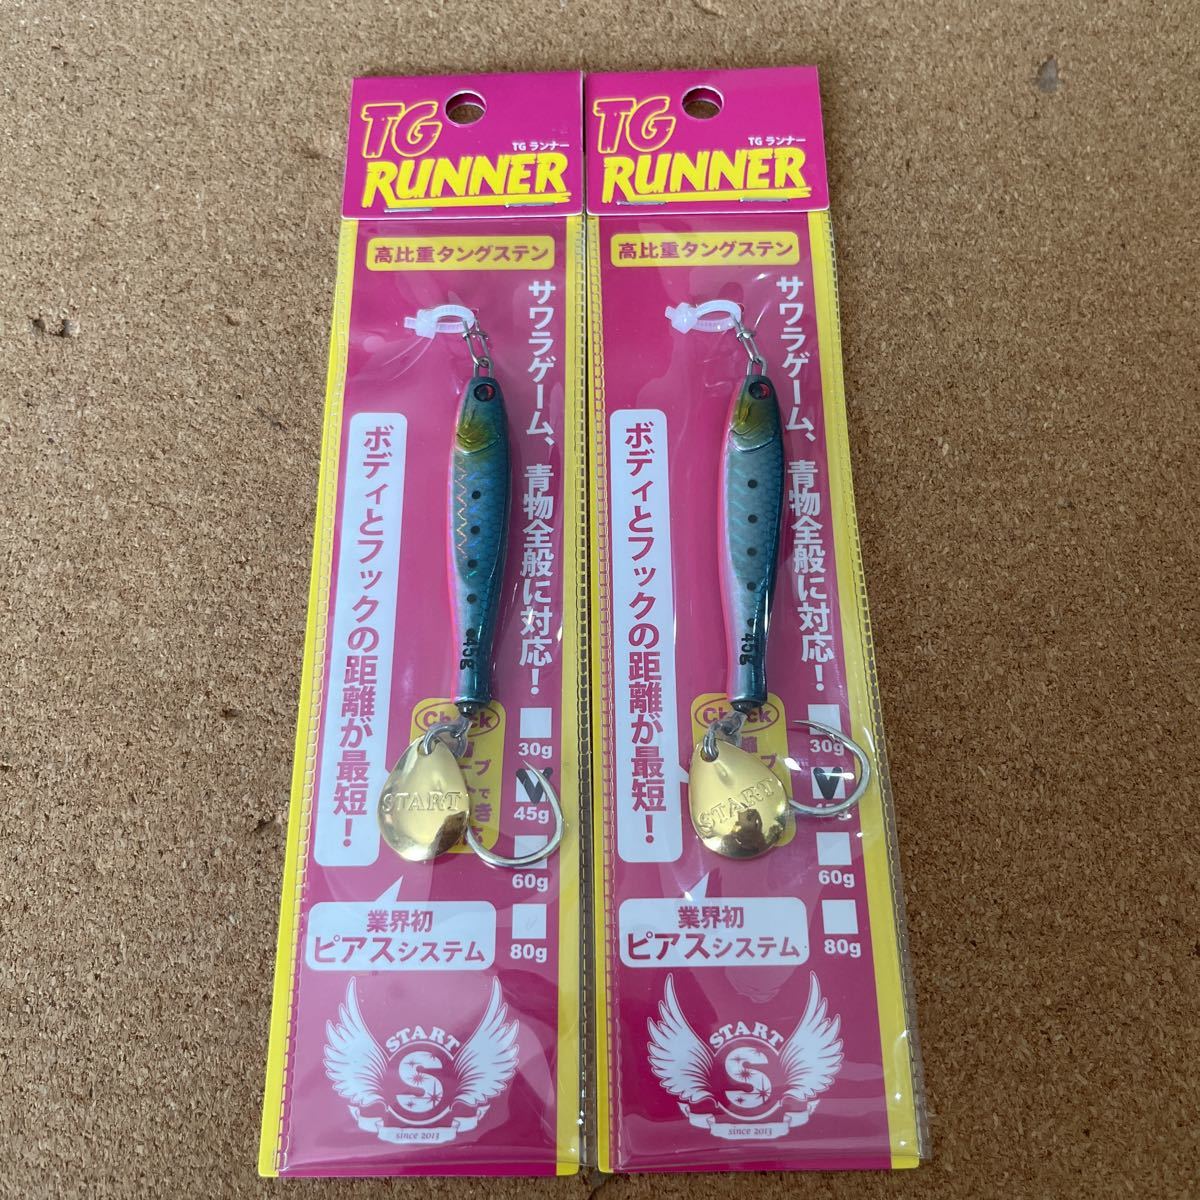 TG
TG ランナー
RUNNER
高比重タングステン
サワラゲーム、青物全般に対応！
ボディとフックの距離が最短！
45g
Check
START
30g
45g
60g
80g
業界初
ピアスシステム
START
S
since 2013
TG
TG ランナー
RUNNER
高比重タングステン
サワラゲーム、青物全般に対応！
ボディとフックの距離が最短！
45g
Check
START
30g
45g
60g
80g
業界初
ピアスシステム
START
S
since 2013